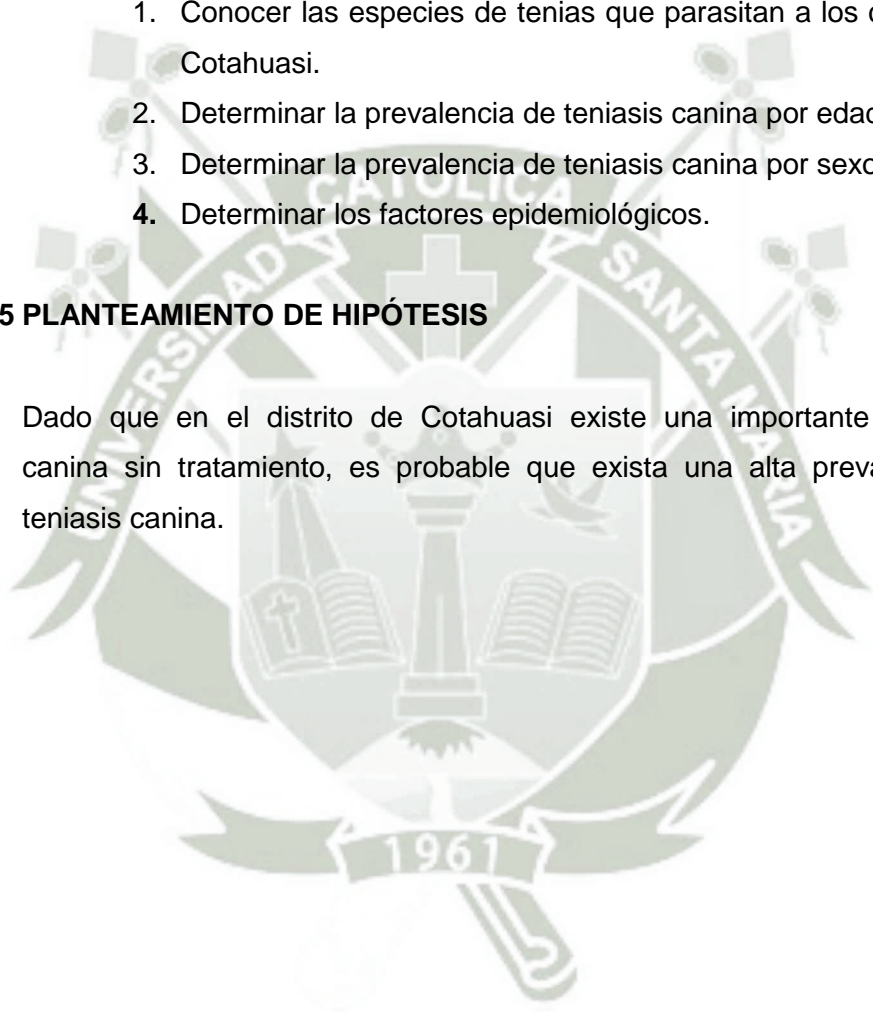 1. Conocer las especies de tenias que parasitan a los
Cotahuasi.
2. Determinar la prevalencia de teniasis canina por
3. Determinar la prevalencia de teniasis canina por
4. Determinar los factores epidemiológicos.
5 PLANTEAMIENTO DE HIPÓTESIS
Dado que en el distrito de Cotahuasi existe una importante
canina sin tratamiento, es probable que exista una alta
teniasis canina.
UNIVERSIDAD CATOLICA SANTA MARIA
1961